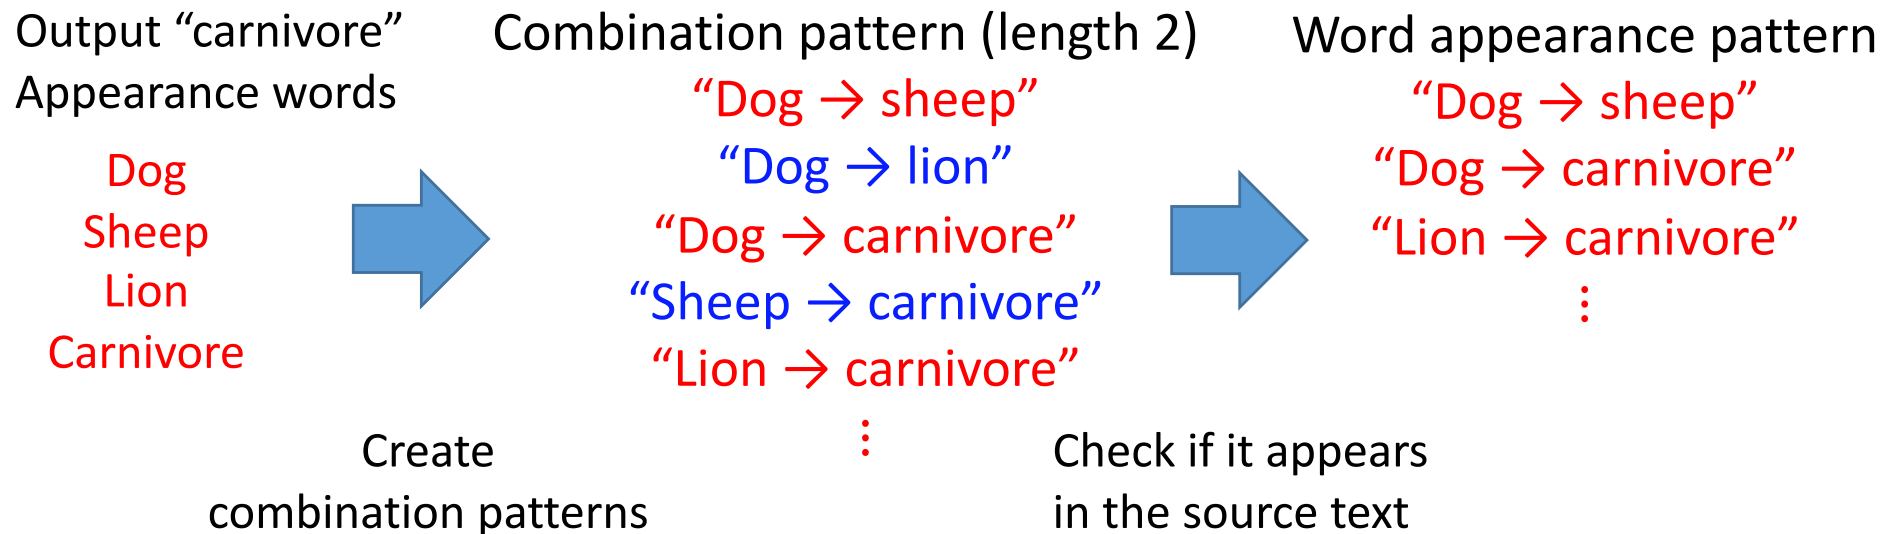 Output “carnivore”
Appearance words
Dog
Sheep
Lion
Carnivore
Create
combination patterns
Combination pattern (length 2)
“Dog → sheep”
“Dog → lion”
“Dog → carnivore”
“Sheep → carnivore”
“Lion → carnivore”
⋮
Check if it appears
in the source text
Word appearance pattern
“Dog → sheep”
“Dog → carnivore”
“Lion → carnivore”
⋮